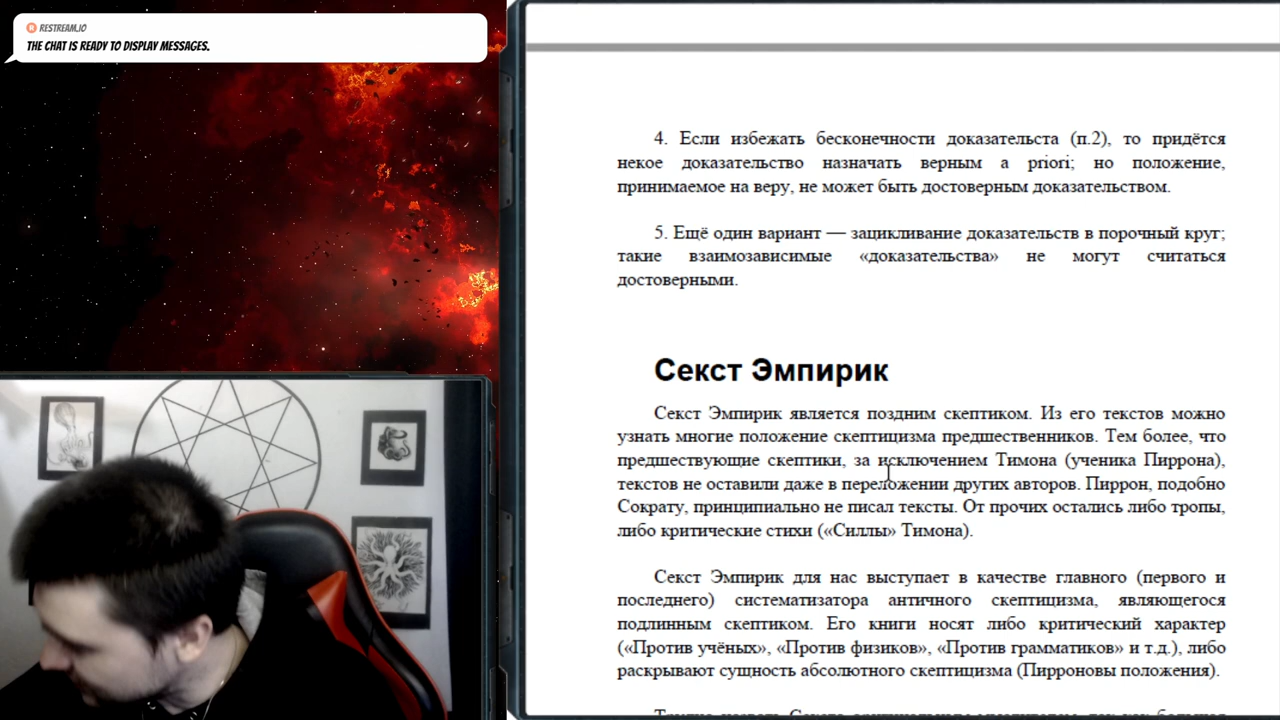 RESTREAM.IO
THE CHAT IS READY TO DISPLAY MESSAGES.
4. Если избежать бесконечности доказательста (п.2), то придётся
некое доказательство назначать верным a priori; но положение,
принимаемое на веру, не может быть достоверным доказательством.
5. Ещё один вариант — зацикливание доказательств в порочный круг;
такие взаимозависимые «доказательства» не могут считаться
достоверными.
Секст Эмпирик
Секст Эмпирик является поздним скептиком. Из его текстов можно
узнать многие положение скептицизма предшественников. Тем более, что
предшествующие скептики, за исключением Тимона (ученика Пиррона),
текстов не оставили даже в переложении других авторов. Пиррон, подобно
Сократу, принципиально не писал тексты. От прочих остались либо тропы,
либо критические стихи («Силлы» Тимона).
Секст Эмпирик для нас выступает в качестве главного (первого и
последнего) систематизатора античного скептицизма, являющегося
подлинным скептиком. Его книги носят либо критический характер
(«Против учёных», «Против физиков», «Против грамматиков» и т.д.), либо
раскрывают сущность абсолютного скептицизма (Пирроновы положения).